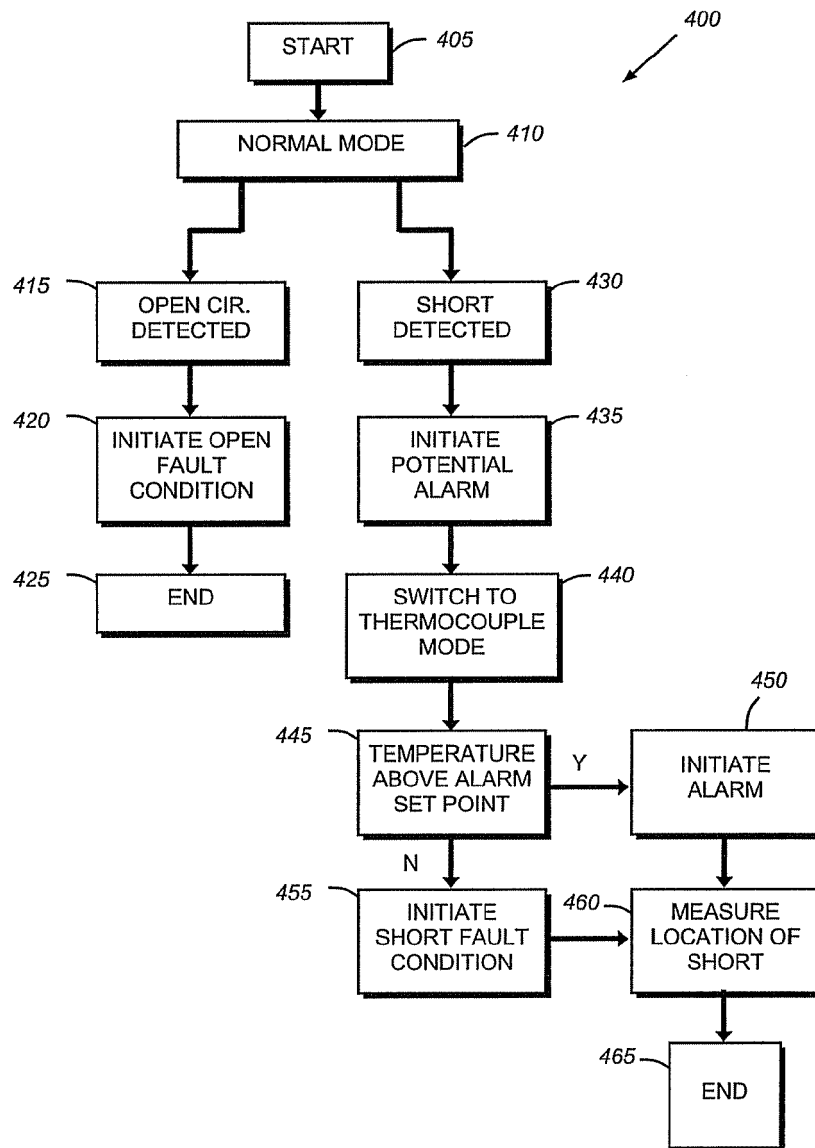 START
405
400
NORMAL MODE
410
415
OPEN CIR.
DETECTED
430
SHORT
DETECTED
420
INITIATE OPEN
FAULT
CONDITION
435
INITIATE
POTENTIAL
ALARM
425
END
440
SWITCH TO
THERMOCOUPLE
MODE
445
TEMPERATURE
ABOVE ALARM
SET POINT
Y
450
INITIATE
ALARM
N
455
INITIATE
SHORT FAULT
CONDITION
460
MEASURE
LOCATION OF
SHORT
465
END